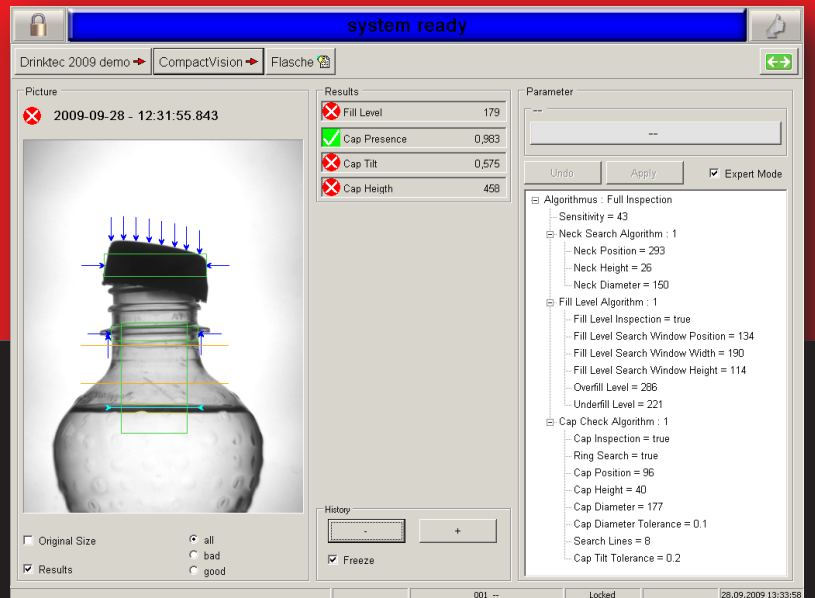 system ready
Drinktec 2009 demo CompactVision Flasche
Picture
2009-09-28 - 12:31:55.843
Original Size
Results
all
bad
good
Results
Fill Level 179
Cap Presence 0,983
Cap Tilt 0,575
Cap Heigth 458
History
- +
Freeze
Parameter
--
--
Undo Apply Expert Mode
Algorithmus : Full Inspection
Sensitivity = 43
Neck Search Algorithm : 1
Neck Position = 293
Neck Height = 26
Neck Diameter = 150
Fill Level Algorithm : 1
Fill Level Inspection = true
Fill Level Search Window Position = 134
Fill Level Search Window Width = 190
Fill Level Search Window Height = 114
Overfill Level = 286
Underfill Level = 221
Cap Check Algorithm : 1
Cap Inspection = true
Ring Search = true
Cap Position = 96
Cap Height = 40
Cap Diameter = 177
Cap Diameter Tolerance = 0.1
Search Lines = 8
Cap Tilt Tolerance = 0.2
001 -- Locked 28.09.2009 13:33:58